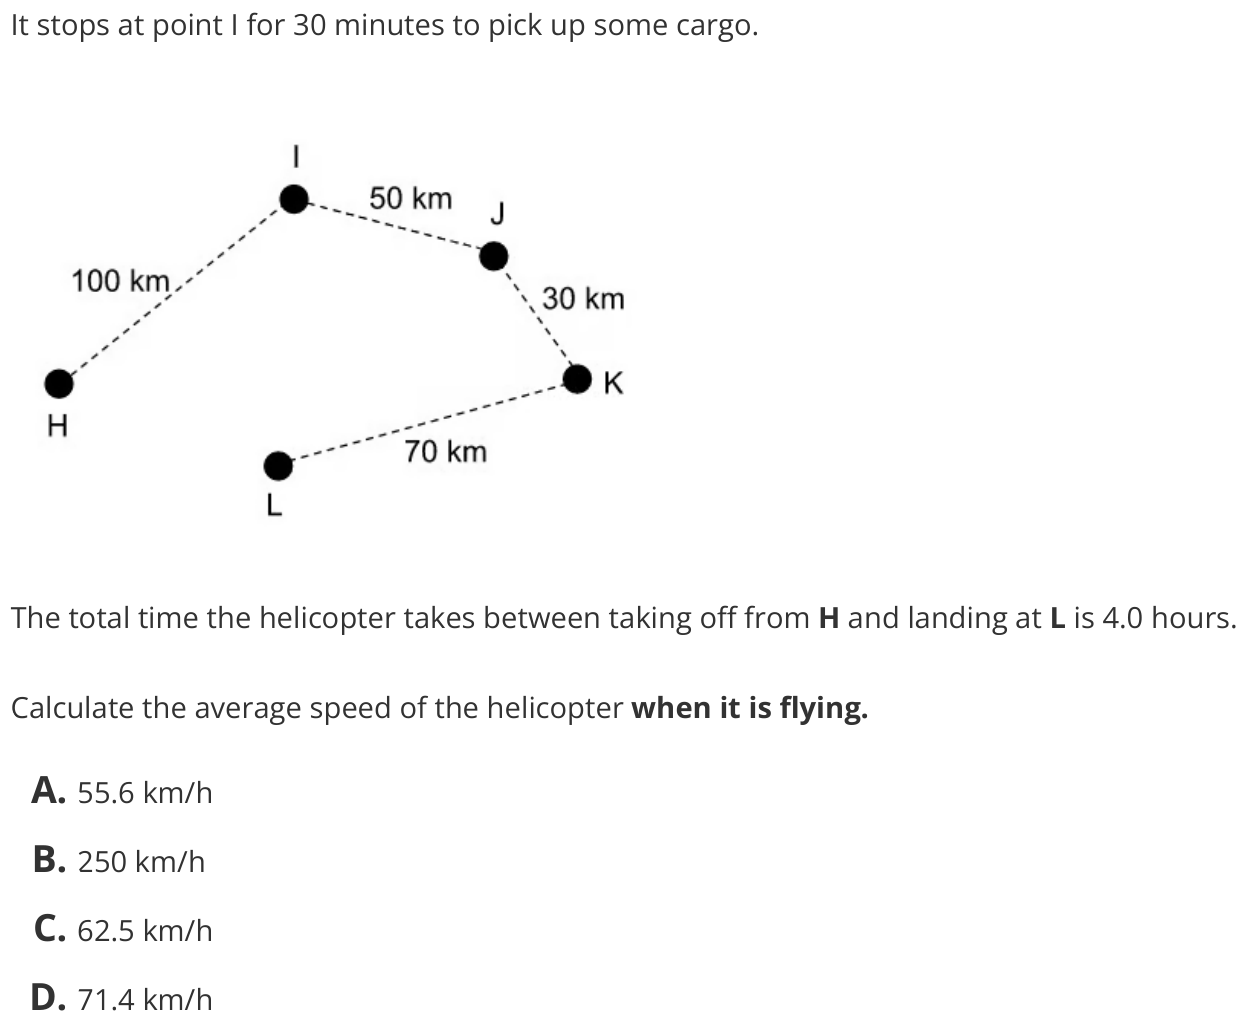 It stops at point I for 30 minutes to pick up some cargo.
I
50 km
J
100 km
30 km
K
H
70 km
L
The total time the helicopter takes between taking off from H and landing at L is 4.0 hours.
Calculate the average speed of the helicopter when it is flying.
A. 55.6 km/h
B. 250 km/h
C. 62.5 km/h
D. 71.4 km/h